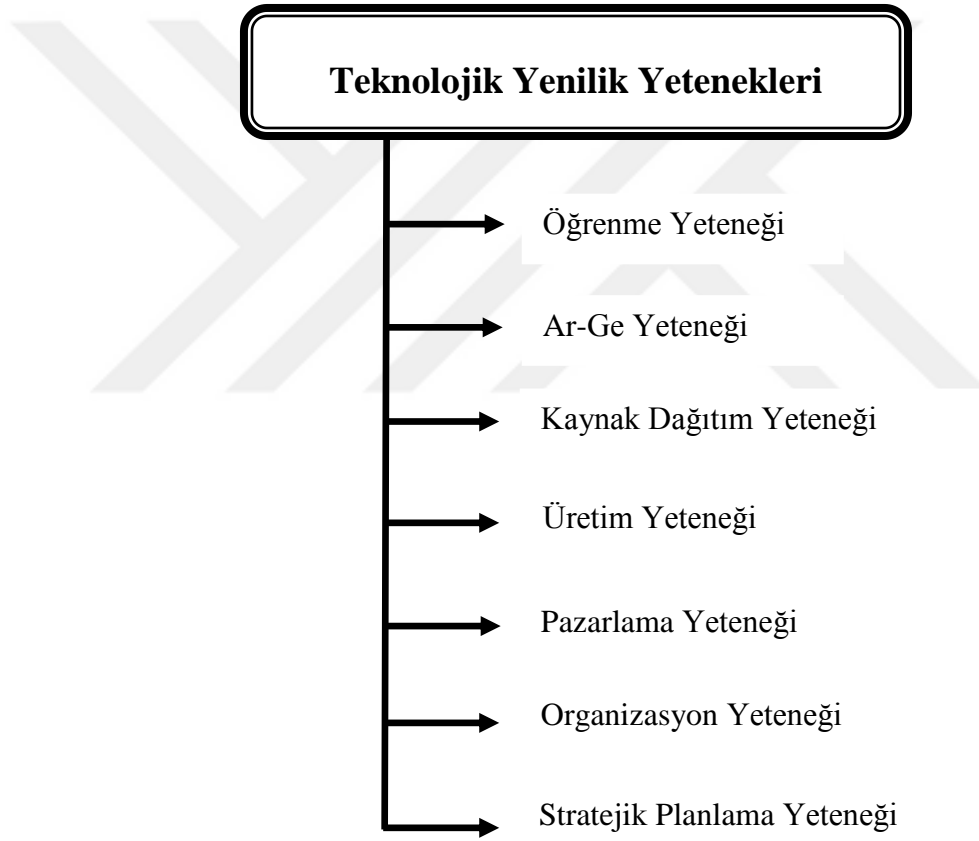 Teknolojik Yenilik Yetenekleri
Öğrenme Yeteneği
Ar-Ge Yeteneği
Kaynak Dağıtım Yeteneği
Üretim Yeteneği
Pazarlama Yeteneği
Organizasyon Yeteneği
Stratejik Planlama Yeteneği